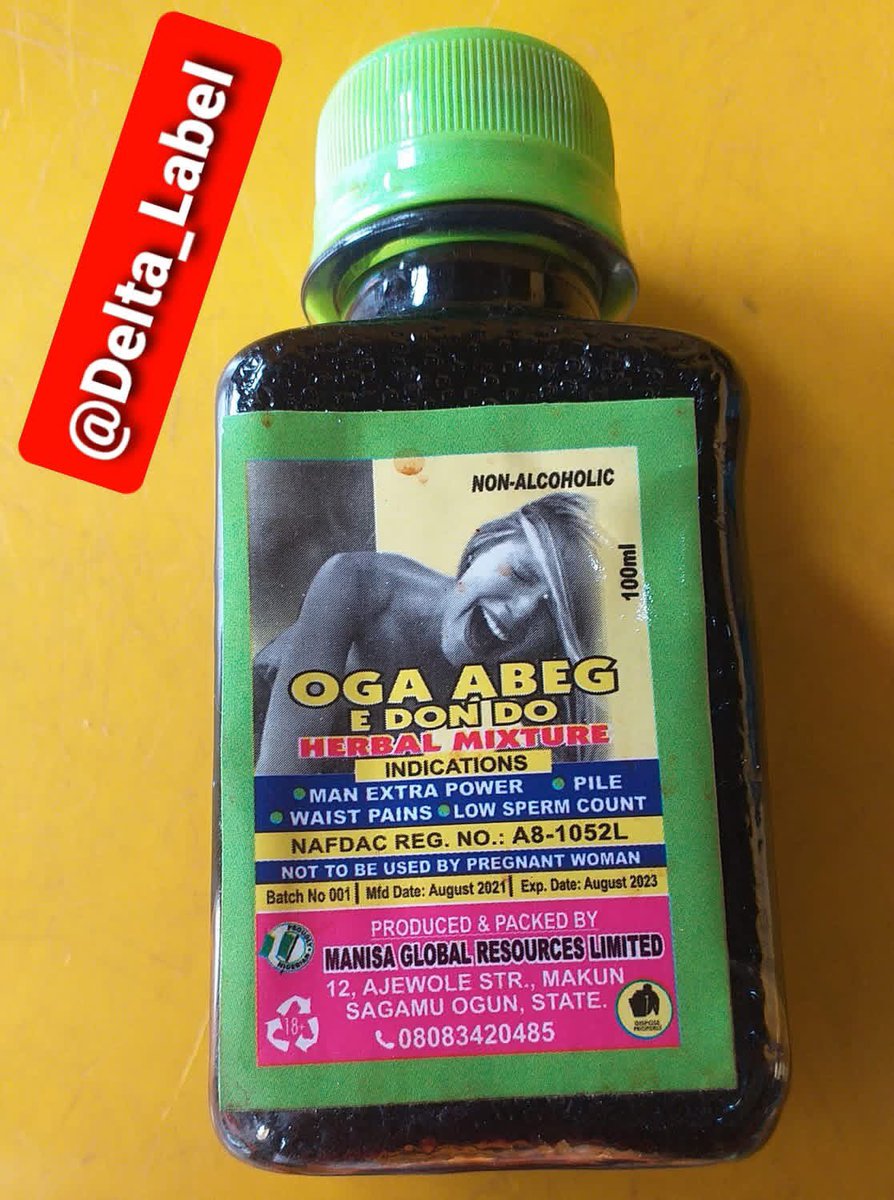 @Delta_Label
NON-ALCOHOLIC
100ml
OGA ABEG
E DON DO
HERBAL MIXTURE
INDICATIONS
MAN EXTRA POWER • PILE
• WAIST PAINS • LOW SPERM COUNT
NAFDAC REG. NO.: A8-1052L
NOT TO BE USED BY PREGNANT WOMAN
Batch No 001 | Mfd Date: August 2021 | Exp. Date: August 2023
PRODUCED & PACKED BY
MANISA GLOBAL RESOURCES LIMITED
12, AJEWOLE STR., MAKUN
SAGAMU OGUN, STATE.
08083420485
18+
DISPOSE